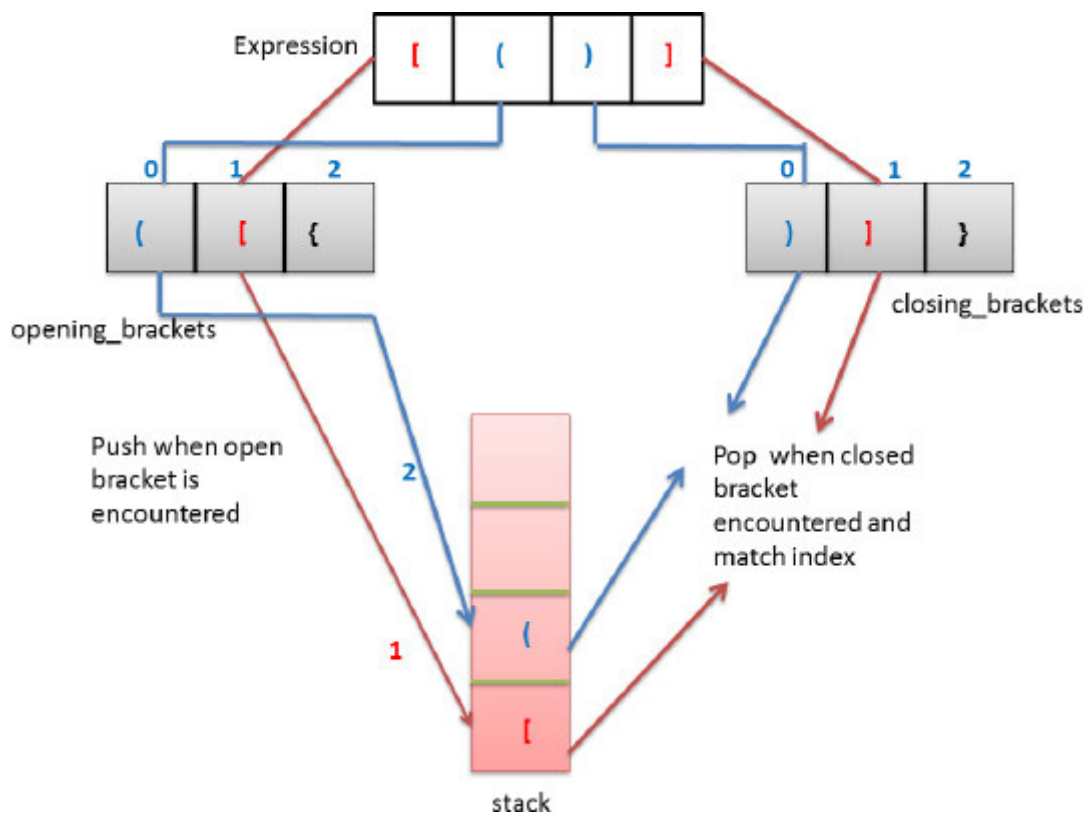 Expression
[ ( ) ]
0 1 2
( [ {
opening_brackets
0 1 2
) ] }
closing_brackets
Push when open
bracket is
encountered
2
1
Pop when closed
bracket
encountered and
match index
(
[
stack